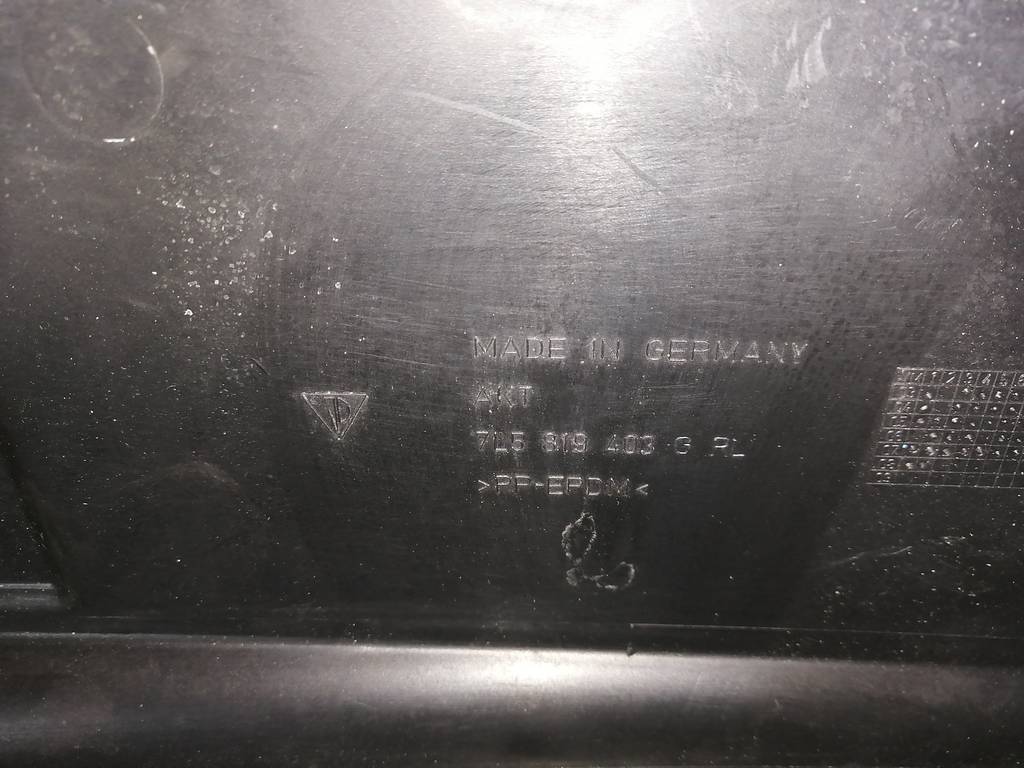 MADE IN GERMANY
AKT
7L5 819 403 G RL
>PP-EPDM<